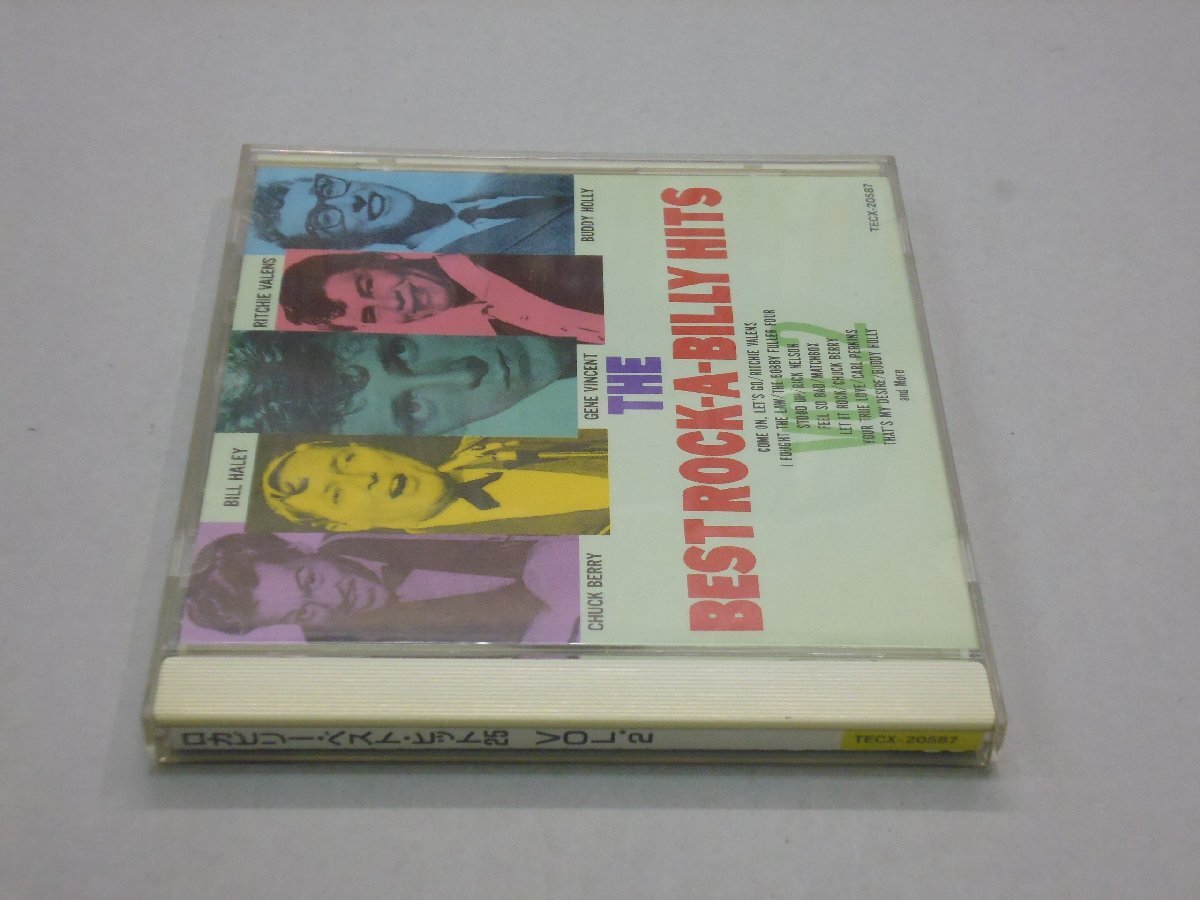 BUDDY HOLLY
RITCHIE VALENS
GENE VINCENT
BILL HALEY
CHUCK BERRY
THE
BEST ROCK-A-BILLY HITS
COME ON, LET'S GO/RITCHIE VALENS
I FOUGHT THE LAW/THE BOBBY FULLER FOUR
STOOD UP/RICK NELSON
FEEL SO BAD/MATCHBOX
LET IT ROCK/CHUCK BERRY
YOUR TRUE LOVE/CARL PERKINS
THAT'S MY DESIRE/BUDDY HOLLY
and More
TECX-20587
ロカビリー・ベスト・ヒット25 VOL.2
TECX-20587